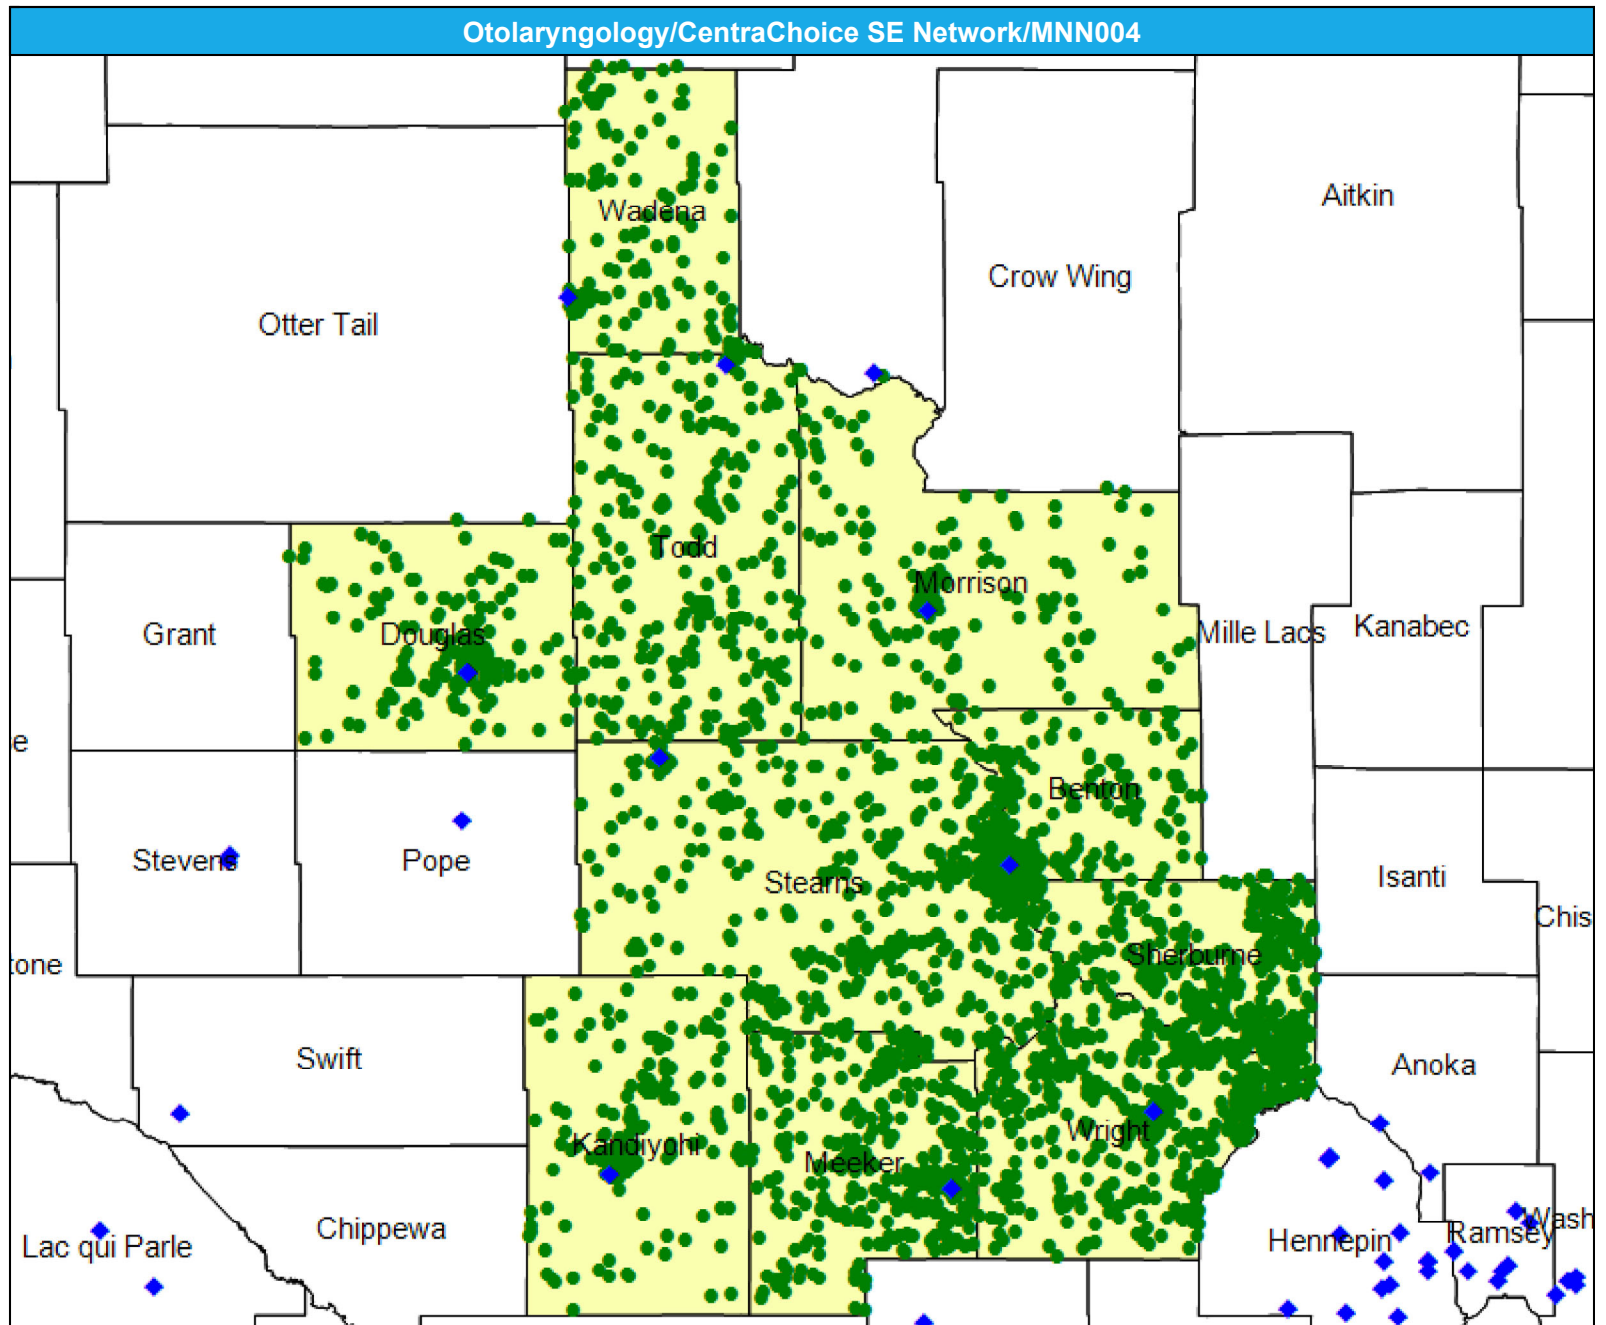 Otolaryngology/CentraChoice SE Network/MNN004
Wadena
Aitkin
Crow Wing
Otter Tail
Todd
Morrison
Grant
Douglas
Mille Lacs
Kanabec
e
Benton
Stevens
Pope
Stearns
Isanti
Chis
tone
Sherburne
Swift
Anoka
Kandiyohi
Wright
Meeker
Chippewa
Lac qui Parle
Hennepin
Ramsey
Wash